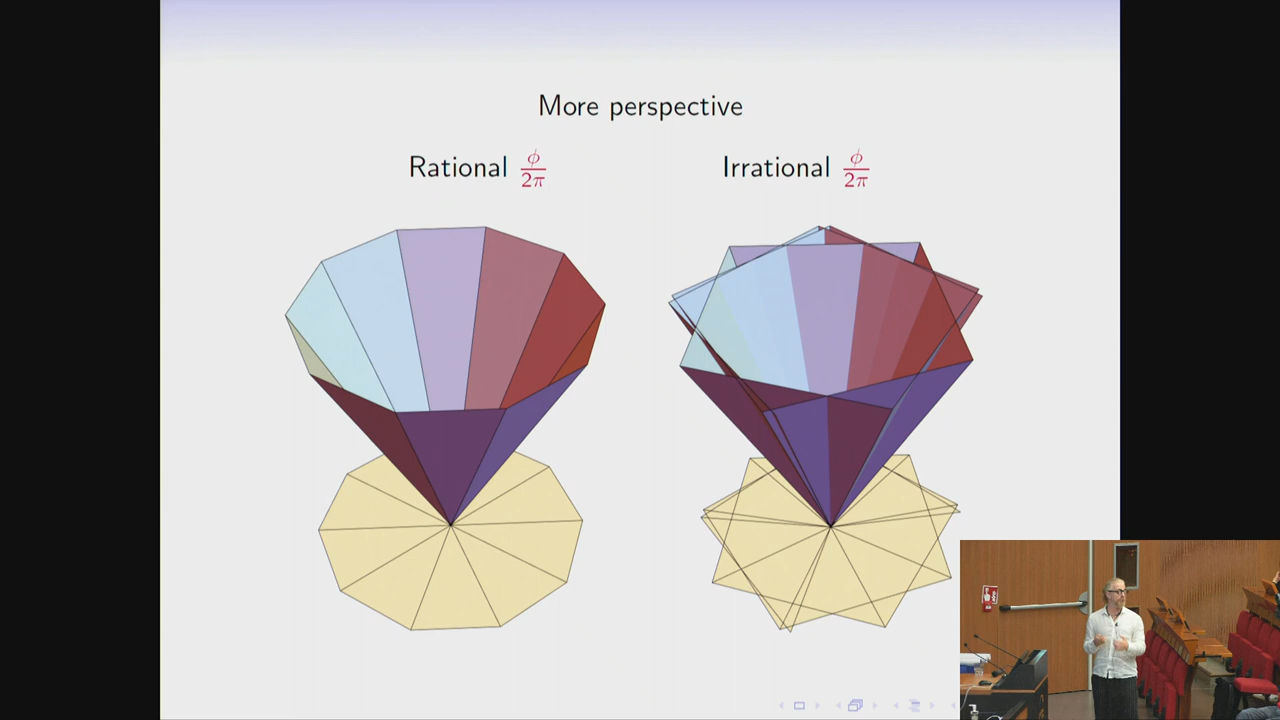 More perspective
Rational ϕ/2π
Irrational ϕ/2π